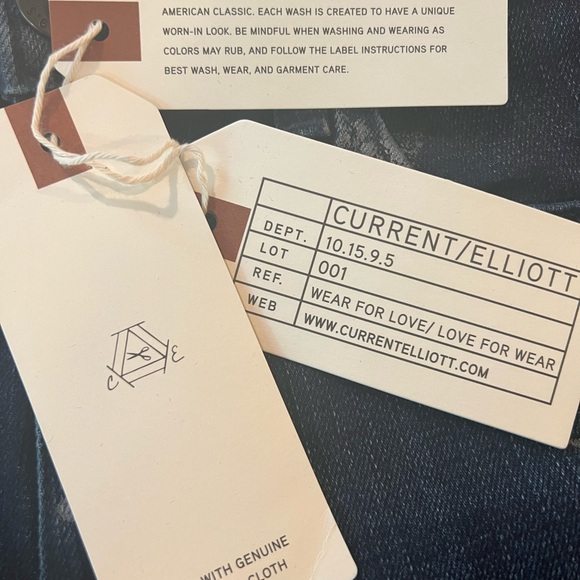 AMERICAN CLASSIC. EACH WASH IS CREATED TO HAVE A UNIQUE
WORN-IN LOOK. BE MINDFUL WHEN WASHING AND WEARING AS
COLORS MAY RUB, AND FOLLOW THE LABEL INSTRUCTIONS FOR
BEST WASH, WEAR, AND GARMENT CARE.
CURRENT/ELLIOTT
DEPT. 10.15.9.5
LOT 001
REF. WEAR FOR LOVE/ LOVE FOR WEAR
WEB WWW.CURRENTELLIOTT.COM
C E
WITH GENUINE
CLOTH